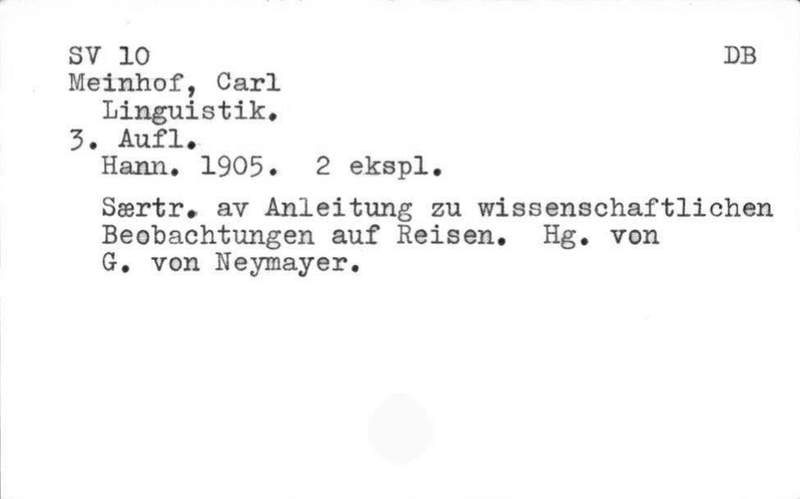 SV 10 DB
Meinhof, Carl
Linguistik.
3. Aufl.
Hann. 1905. 2 ekspl.
Særtr. av Anleitung zu wissenschaftlichen
Beobachtungen auf Reisen. Hg. von
G. von Neymayer.